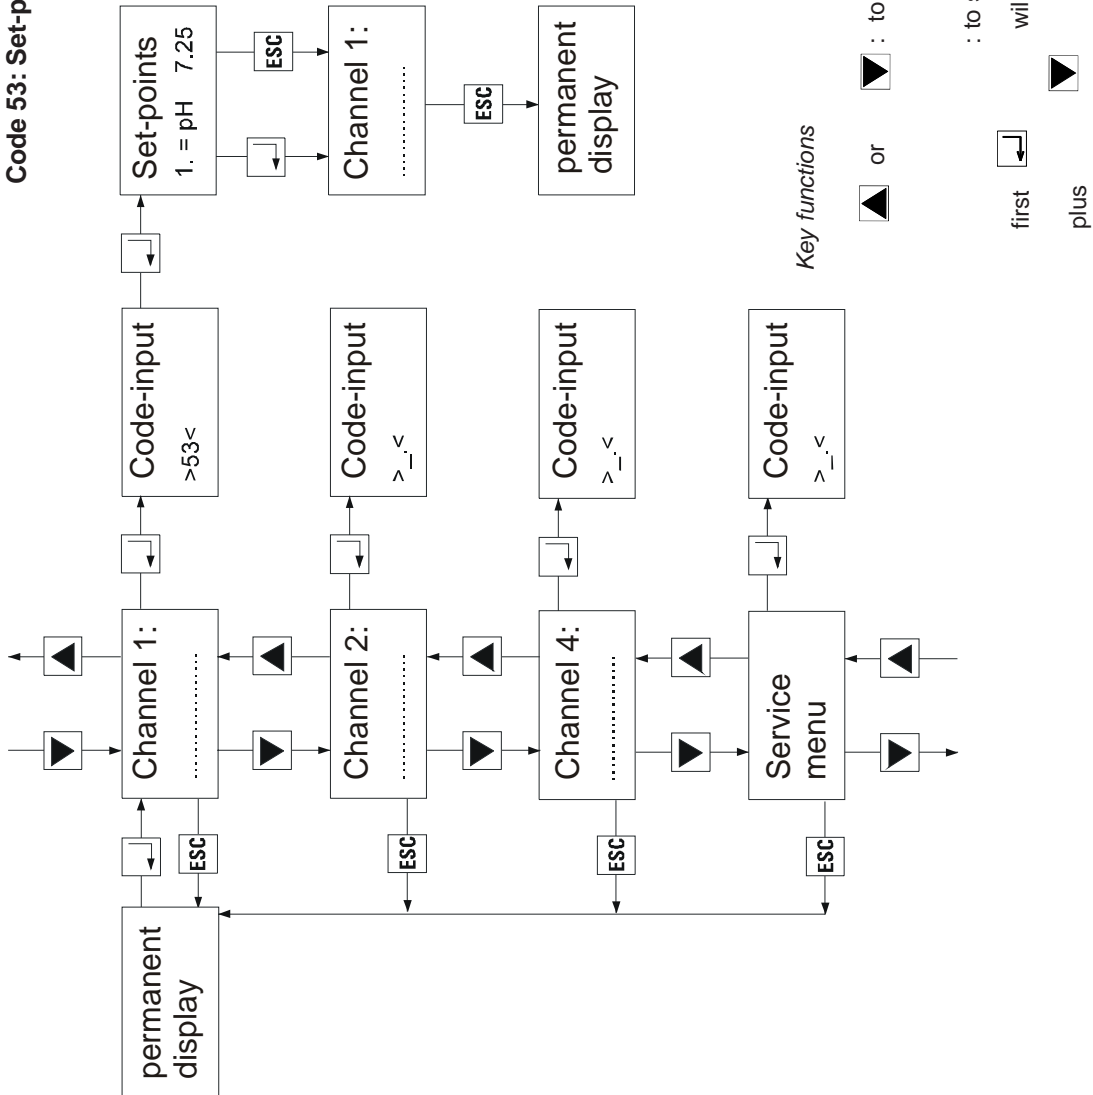 Code 53: Set-p
permanent
display
ESC
Channel 1:
..................
Code-input
>53<
Set-points
1. = pH 7.25
ESC
ESC
Channel 2:
..................
Code-input
>_.<
Channel 1:
................
ESC
ESC
Channel 4:
..................
Code-input
>_.<
permanent
display
ESC
Service
menu
Code-input
>_.<
Key functions
or : to
: to s
first wil
plus